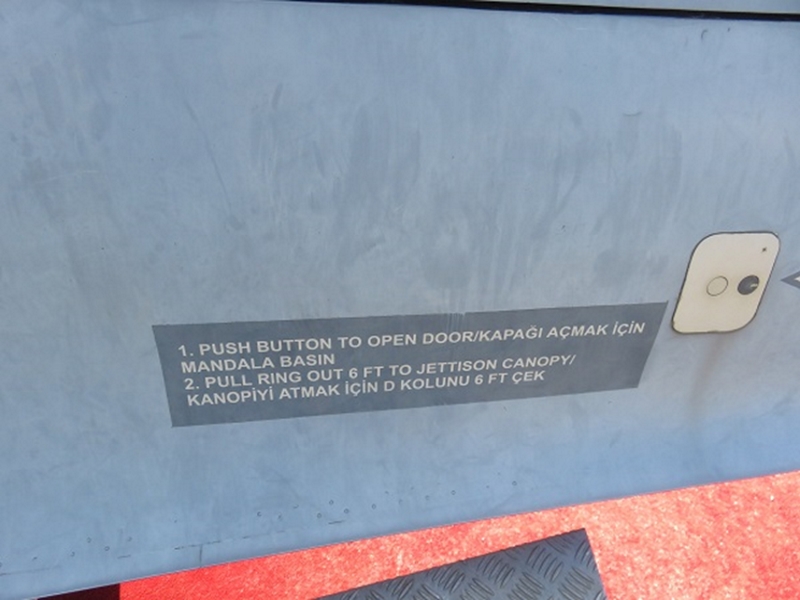 1. PUSH BUTTON TO OPEN DOOR/KAPAĞI AÇMAK İÇİN
MANDALA BASIN
2. PULL RING OUT 6 FT TO JETTISON CANOPY/
KANOPİYİ ATMAK İÇİN D KOLUNU 6 FT ÇEK